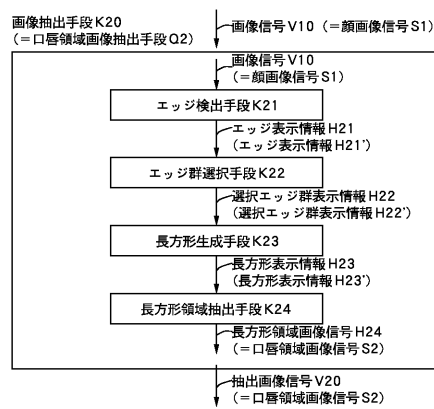 画像抽出手段K20
(=口唇領域画像抽出手段Q2)
画像信号V10 (=顔画像信号S1)
画像信号V10
(=顔画像信号S1)
エッジ検出手段K21
エッジ表示情報H21
(エッジ表示情報H21')
エッジ群選択手段K22
選択エッジ群表示情報H22
(選択エッジ群表示情報H22')
長方形生成手段K23
長方形表示情報H23
(長方形表示情報H23')
長方形領域抽出手段K24
長方形領域画像信号H24
(=口唇領域画像信号S2)
抽出画像信号V20
(=口唇領域画像信号S2)